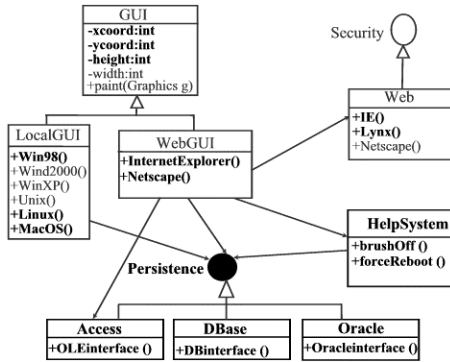 GUI
-xcoord:int
-ycoord:int
-height:int
-width:int
+paint(Graphics g)
Security
Web
+IE()
+Lynx()
+Netscape()
LocalGUI
+Win98()
+Wind2000()
+WinXP()
+Unix()
+Linux()
+MacOS()
WebGUI
+InternetExplorer()
+Netscape()
HelpSystem
+brushOff ()
+forceReboot ()
Persistence
Access
+OLEinterface ()
DBase
+DBinterface ()
Oracle
+Oracleinterface ()